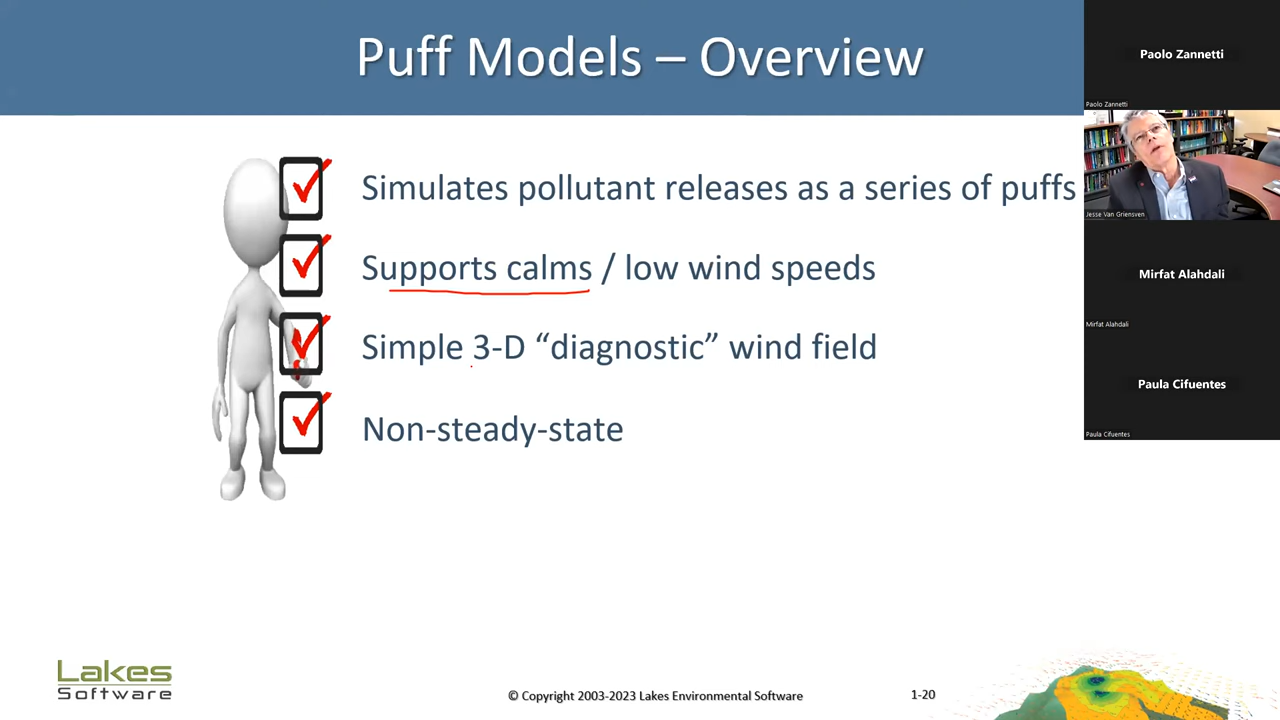 Puff Models – Overview
Simulates pollutant releases as a series of puffs
Supports calms / low wind speeds
Simple 3-D “diagnostic” wind field
Non-steady-state
Lakes
Software
© Copyright 2003-2023 Lakes Environmental Software
1-20
Paolo Zannetti
Paolo Zannetti
Jesse Van Griensven
Mirfat Alahdali
Mirfat Alahdali
Paula Cifuentes
Paula Cifuentes